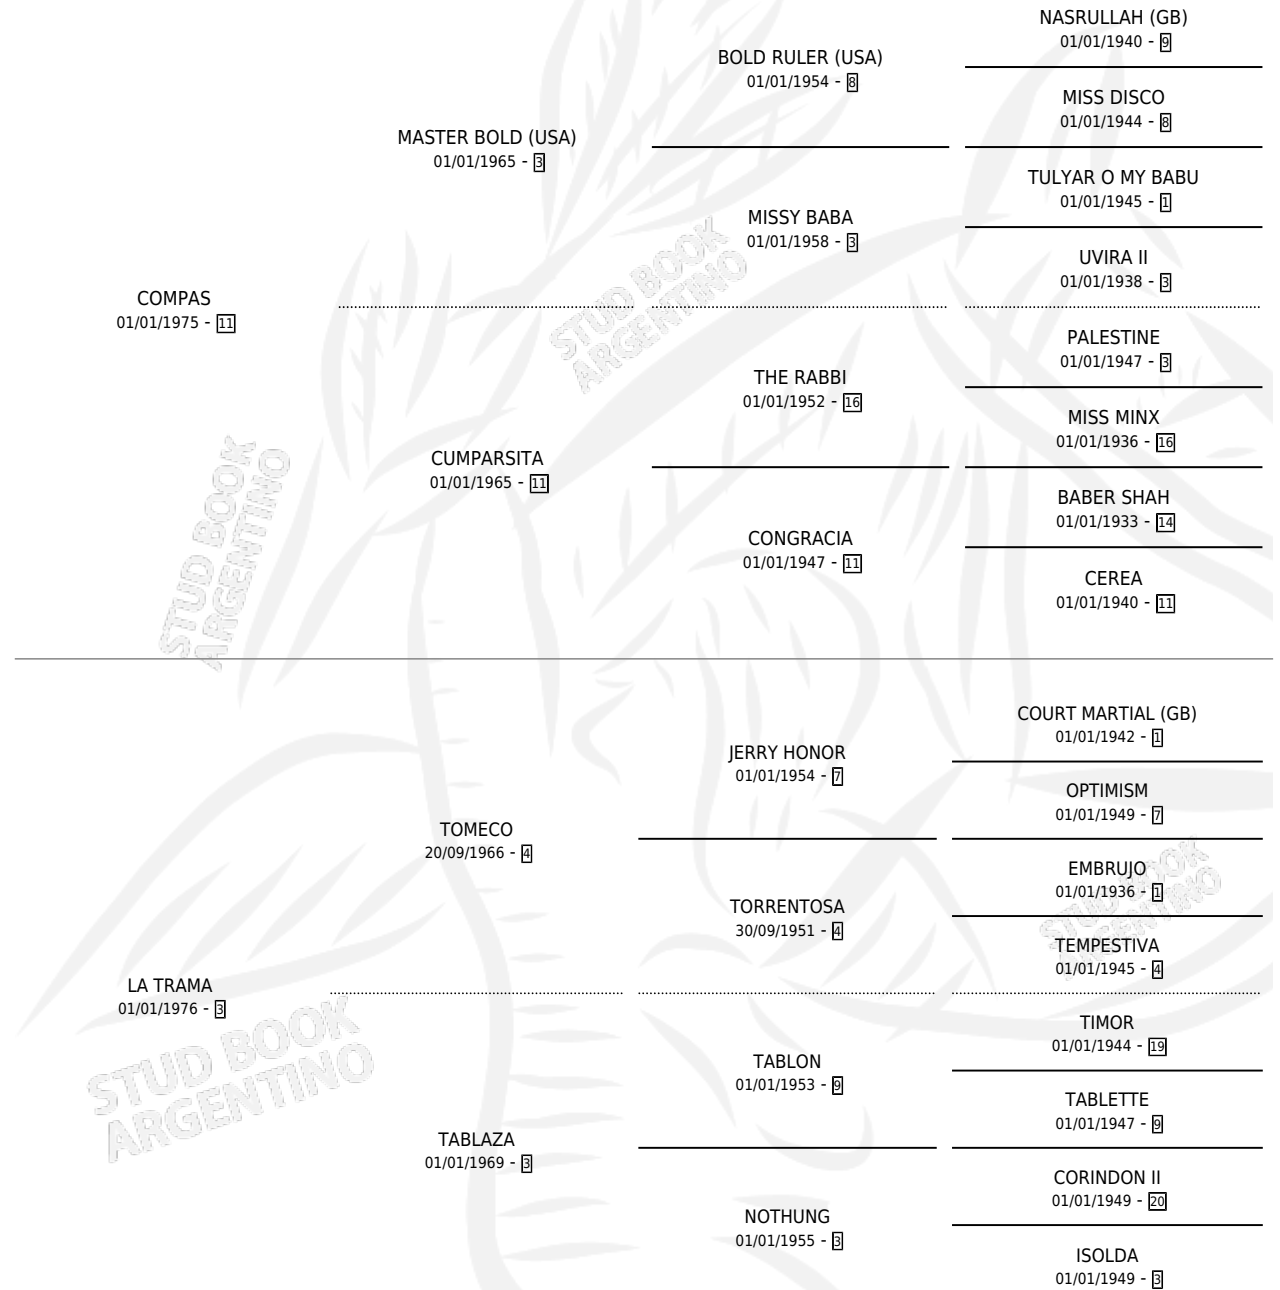 NASRULLAH (GB)
01/01/1940 - 9
BOLD RULER (USA)
01/01/1954 - 8
MISS DISCO
01/01/1944 - 8
MASTER BOLD (USA)
01/01/1965 - 3
TULYAR O MY BABU
01/01/1945 - 1
MISSY BABA
01/01/1958 - 3
UVIRA II
01/01/1938 - 3
COMPAS
01/01/1975 - 11
PALESTINE
01/01/1947 - 3
THE RABBI
01/01/1952 - 16
MISS MINX
01/01/1936 - 16
CUMPARSITA
01/01/1965 - 11
BABER SHAH
01/01/1933 - 14
CONGRACIA
01/01/1947 - 11
CEREA
01/01/1940 - 11
COURT MARTIAL (GB)
01/01/1942 - 1
JERRY HONOR
01/01/1954 - 7
OPTIMISM
01/01/1949 - 7
TOMECO
20/09/1966 - 4
EMBRUJO
01/01/1936 - 1
TORRENTOSA
30/09/1951 - 4
TEMPESTIVA
01/01/1945 - 4
LA TRAMA
01/01/1976 - 3
TIMOR
01/01/1944 - 19
TABLON
01/01/1953 - 9
TABLETTE
01/01/1947 - 9
TABLAZA
01/01/1969 - 3
CORINDON II
01/01/1949 - 20
NOTHUNG
01/01/1955 - 3
ISOLDA
01/01/1949 - 3
STUD BOOK
ARGENTINO
STUD BOOK
ARGENTINO
STUD BOOK
ARGENTINO
STUD BOOK
ARGENTINO